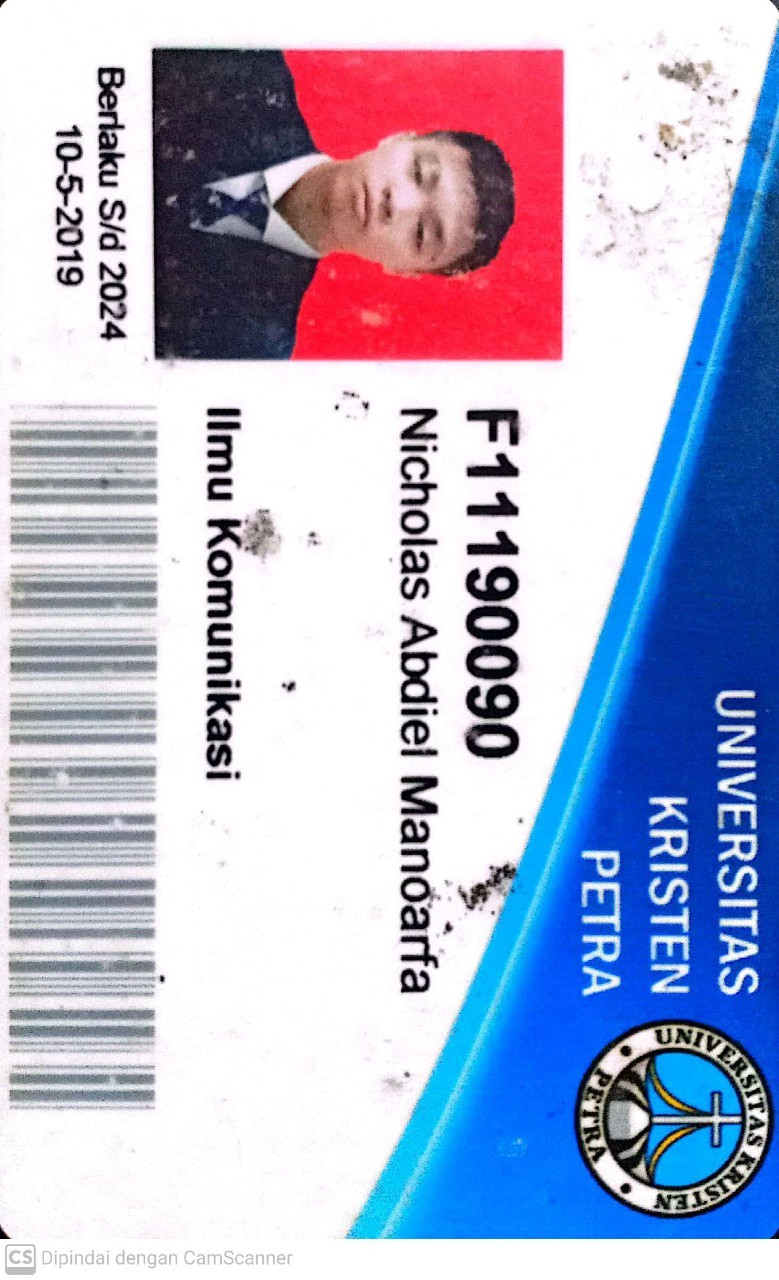 UNIVERSITAS
KRISTEN
PETRA
UNIVERSITAS KRISTEN
PETRA
F11190090
Nicholas Abdiel Manoarfa
Ilmu Komunikasi
Berlaku S/d 2024
10-5-2019
CS Dipindai dengan CamScanner